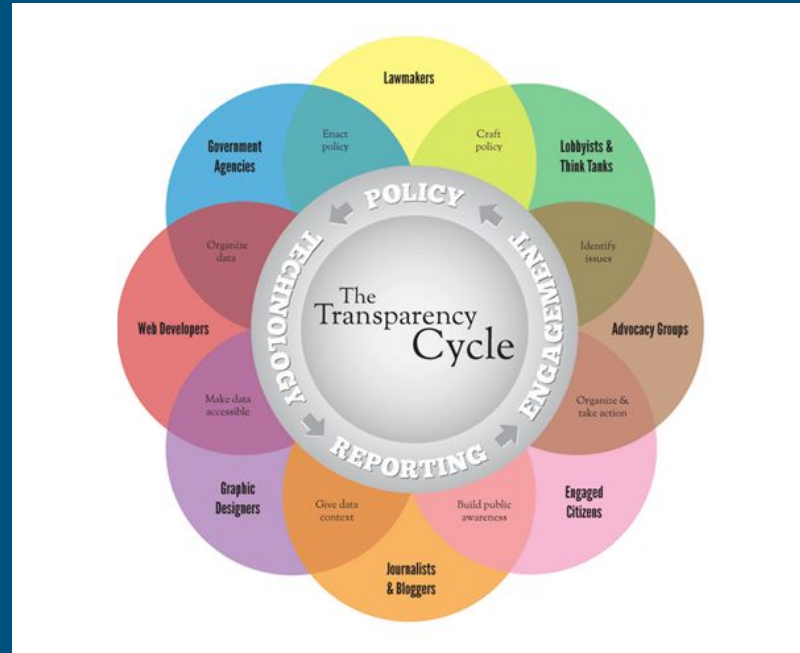 Lawmakers
Enact
policy
Craft
policy
Government
Agencies
Lobbyists &
Think Tanks
POLICY
Organize
data
Identify
issues
TECHNOLOGY
ENGAGEMENT
The
Transparency
Cycle
Web Developers
Advocacy Groups
Make data
accessible
Organize &
take action
REPORTING
Graphic
Designers
Give data
context
Build public
awareness
Engaged
Citizens
Journalists
& Bloggers